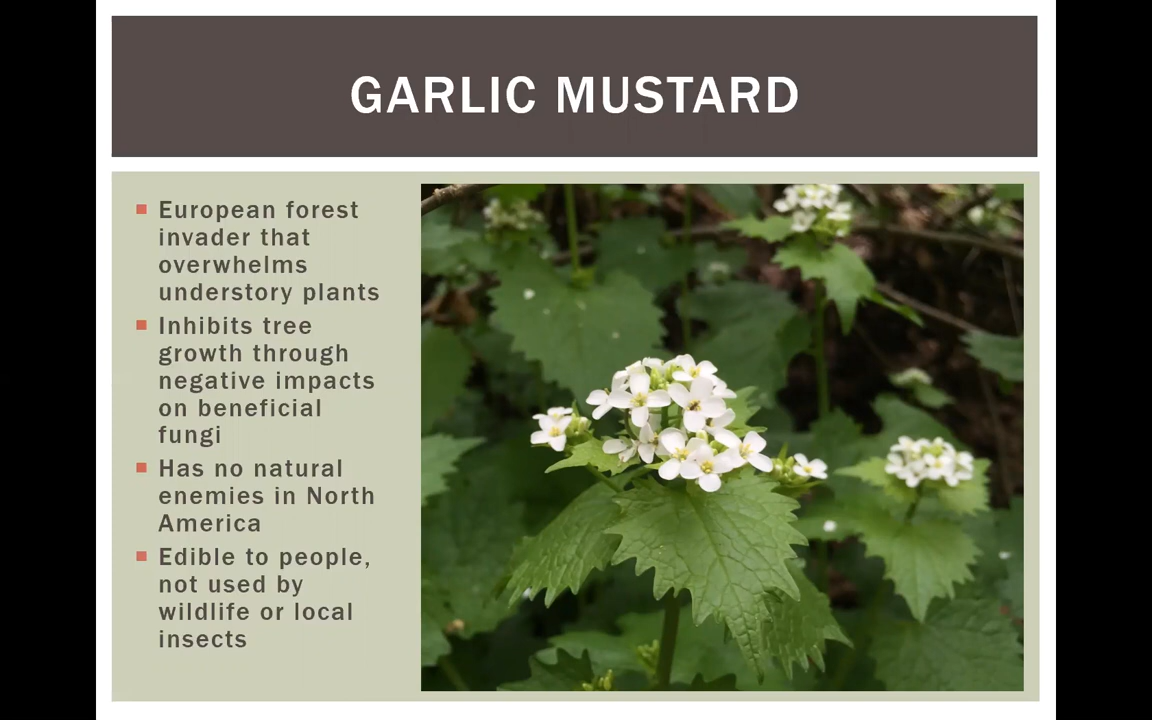 GARLIC MUSTARD
European forest
invader that
overwhelms
understory plants
Inhibits tree
growth through
negative impacts
on beneficial
fungi
Has no natural
enemies in North
America
Edible to people,
not used by
wildlife or local
insects